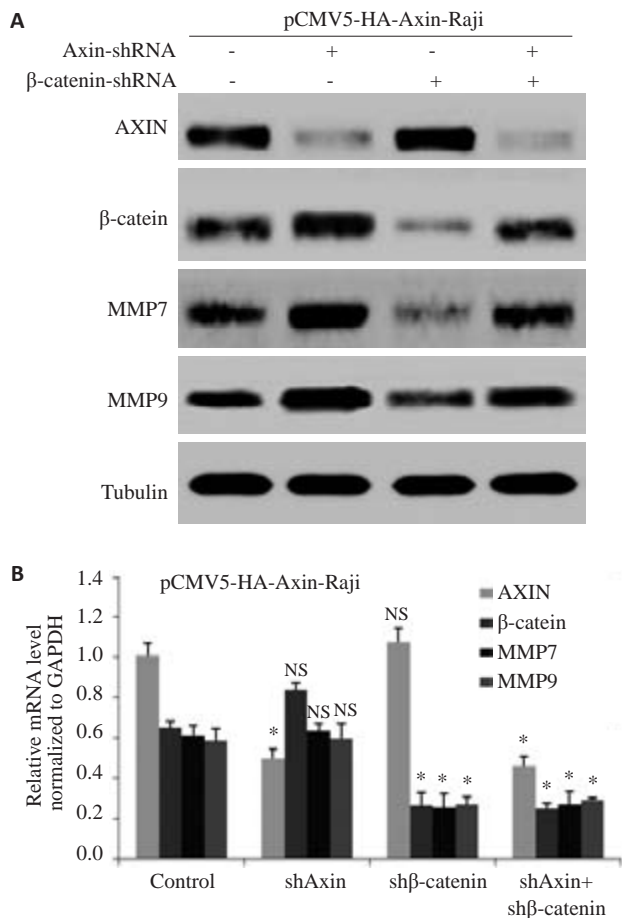 A
pCMV5-HA-Axin-Raji
Axin-shRNA - + - +
β-catenin-shRNA - - + +
AXIN
β-catein
MMP7
MMP9
Tubulin
B
pCMV5-HA-Axin-Raji
Relative mRNA level
normalized to GAPDH
1.4
1.2
1.0
0.8
0.6
0.4
0.2
0.0
AXIN
β-catein
MMP7
MMP9
* NS NS NS
NS * * *
* * * *
Control shAxin shβ-catenin shAxin+
shβ-catenin